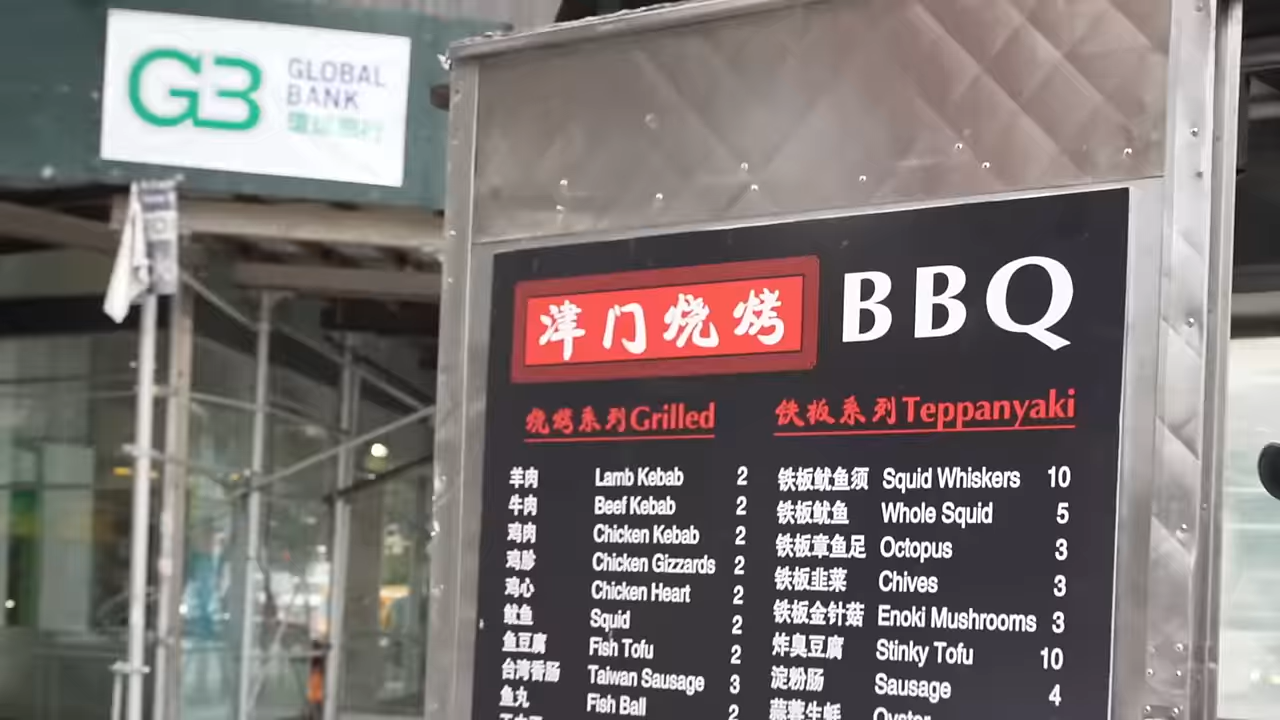 GB GLOBAL
BANK
津门烧烤 BBQ
烧烤系列Grilled
羊肉 Lamb Kebab 2
牛肉 Beef Kebab 2
鸡肉 Chicken Kebab 2
鸡胗 Chicken Gizzards 2
鸡心 Chicken Heart 2
鱿鱼 Squid 2
鱼豆腐 Fish Tofu 2
台湾香肠 Taiwan Sausage 3
鱼丸 Fish Ball 2
铁板系列Teppanyaki
铁板鱿鱼须 Squid Whiskers 10
铁板鱿鱼 Whole Squid 5
铁板章鱼足 Octopus 3
铁板韭菜 Chives 3
铁板金针菇 Enoki Mushrooms 3
炸臭豆腐 Stinky Tofu 10
淀粉肠 Sausage 4
蒜蓉生蚝 Oyster